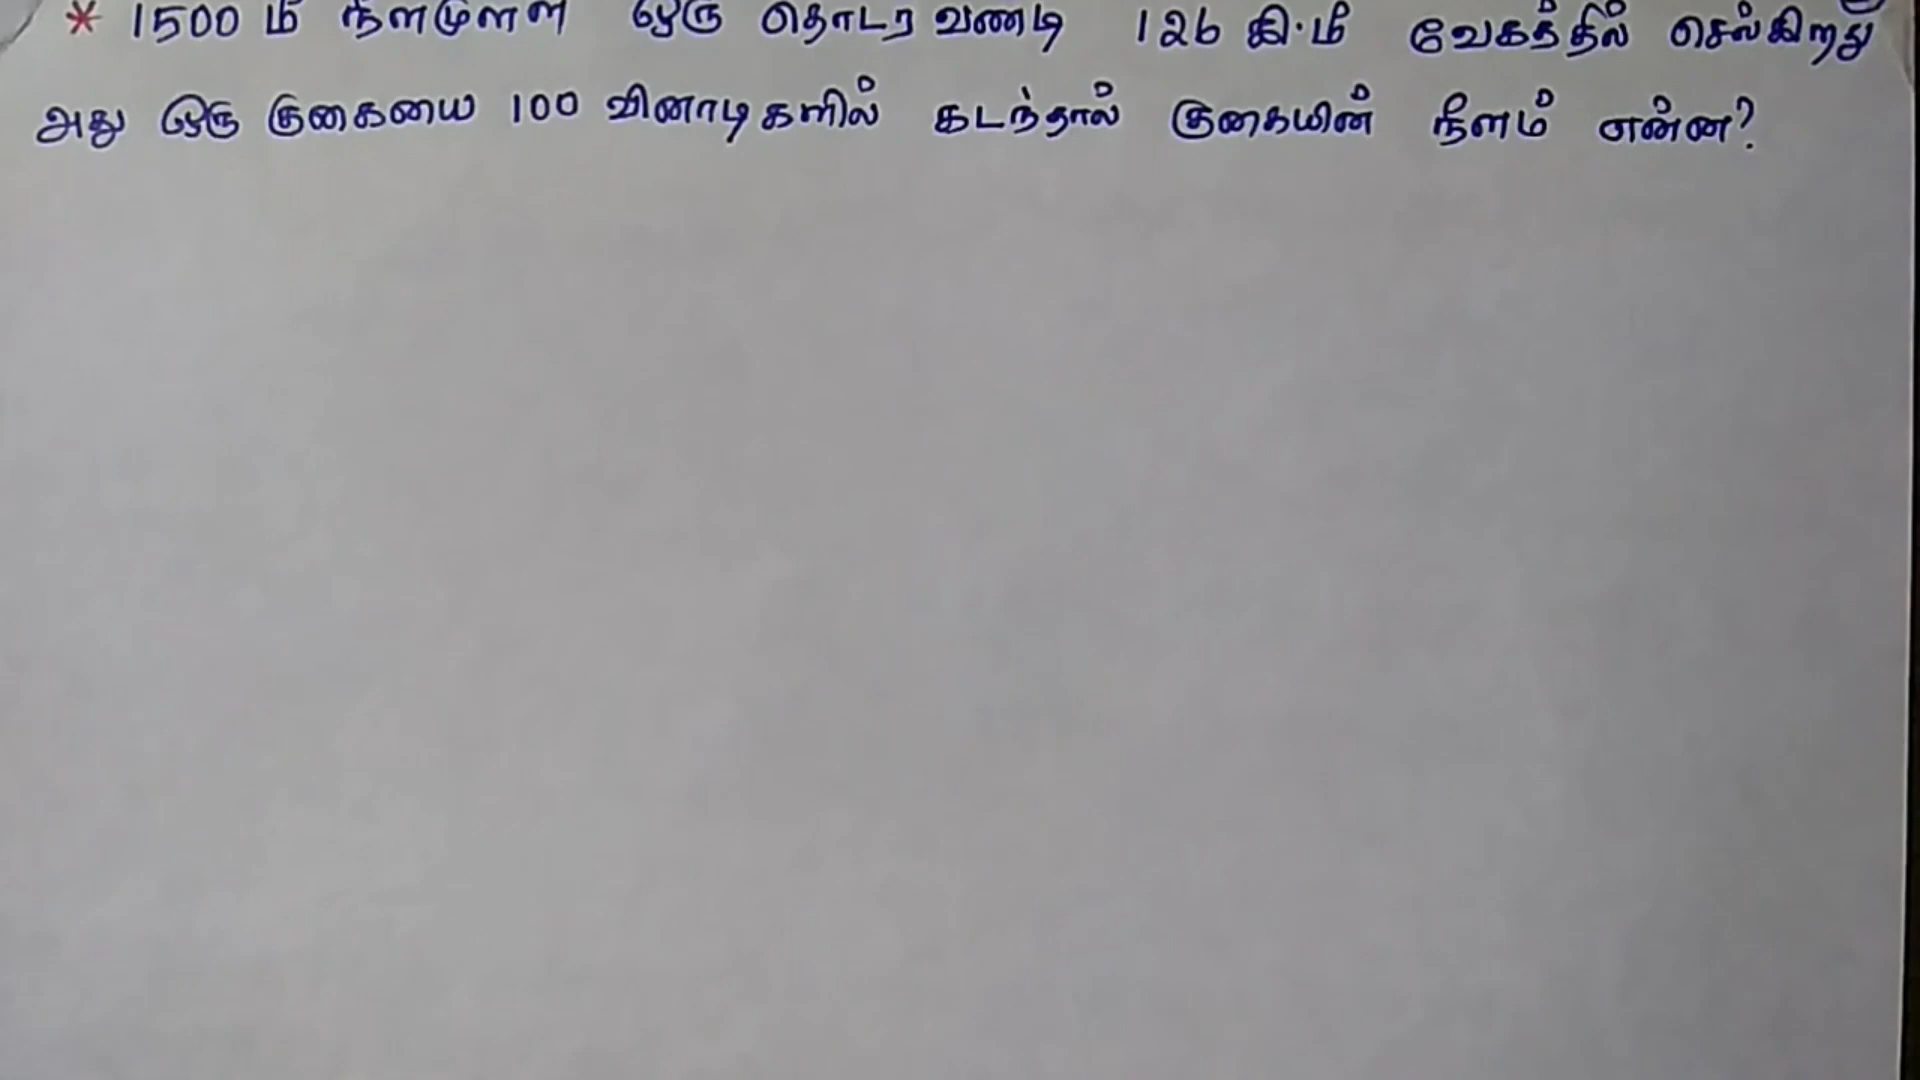 * 1500 மீ நீளமுள்ள ஒரு தொடர் வண்டி 126 கி.மீ வேகத்தில் செல்கிறது
அது ஒரு குகையை 100 வினாடிகளில் கடந்தால் குகையின் நீளம் என்ன?